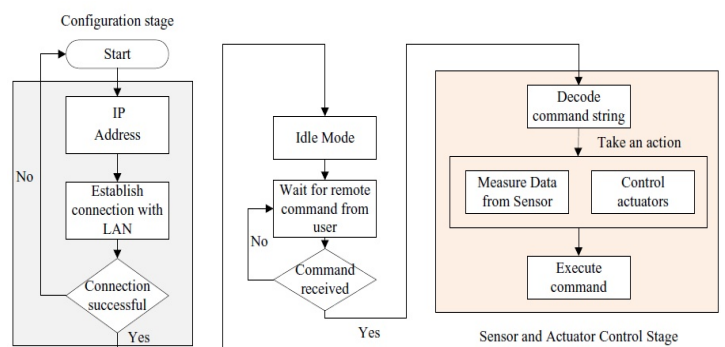 Configuration stage
Start
IP
Address
No
Establish
connection with
LAN
Connection
successful
Yes
Idle Mode
Wait for remote
command from
user
No
Command
received
Yes
Decode
command string
Take an action
Measure Data
from Sensor
Control
actuators
Execute
command
Sensor and Actuator Control Stage